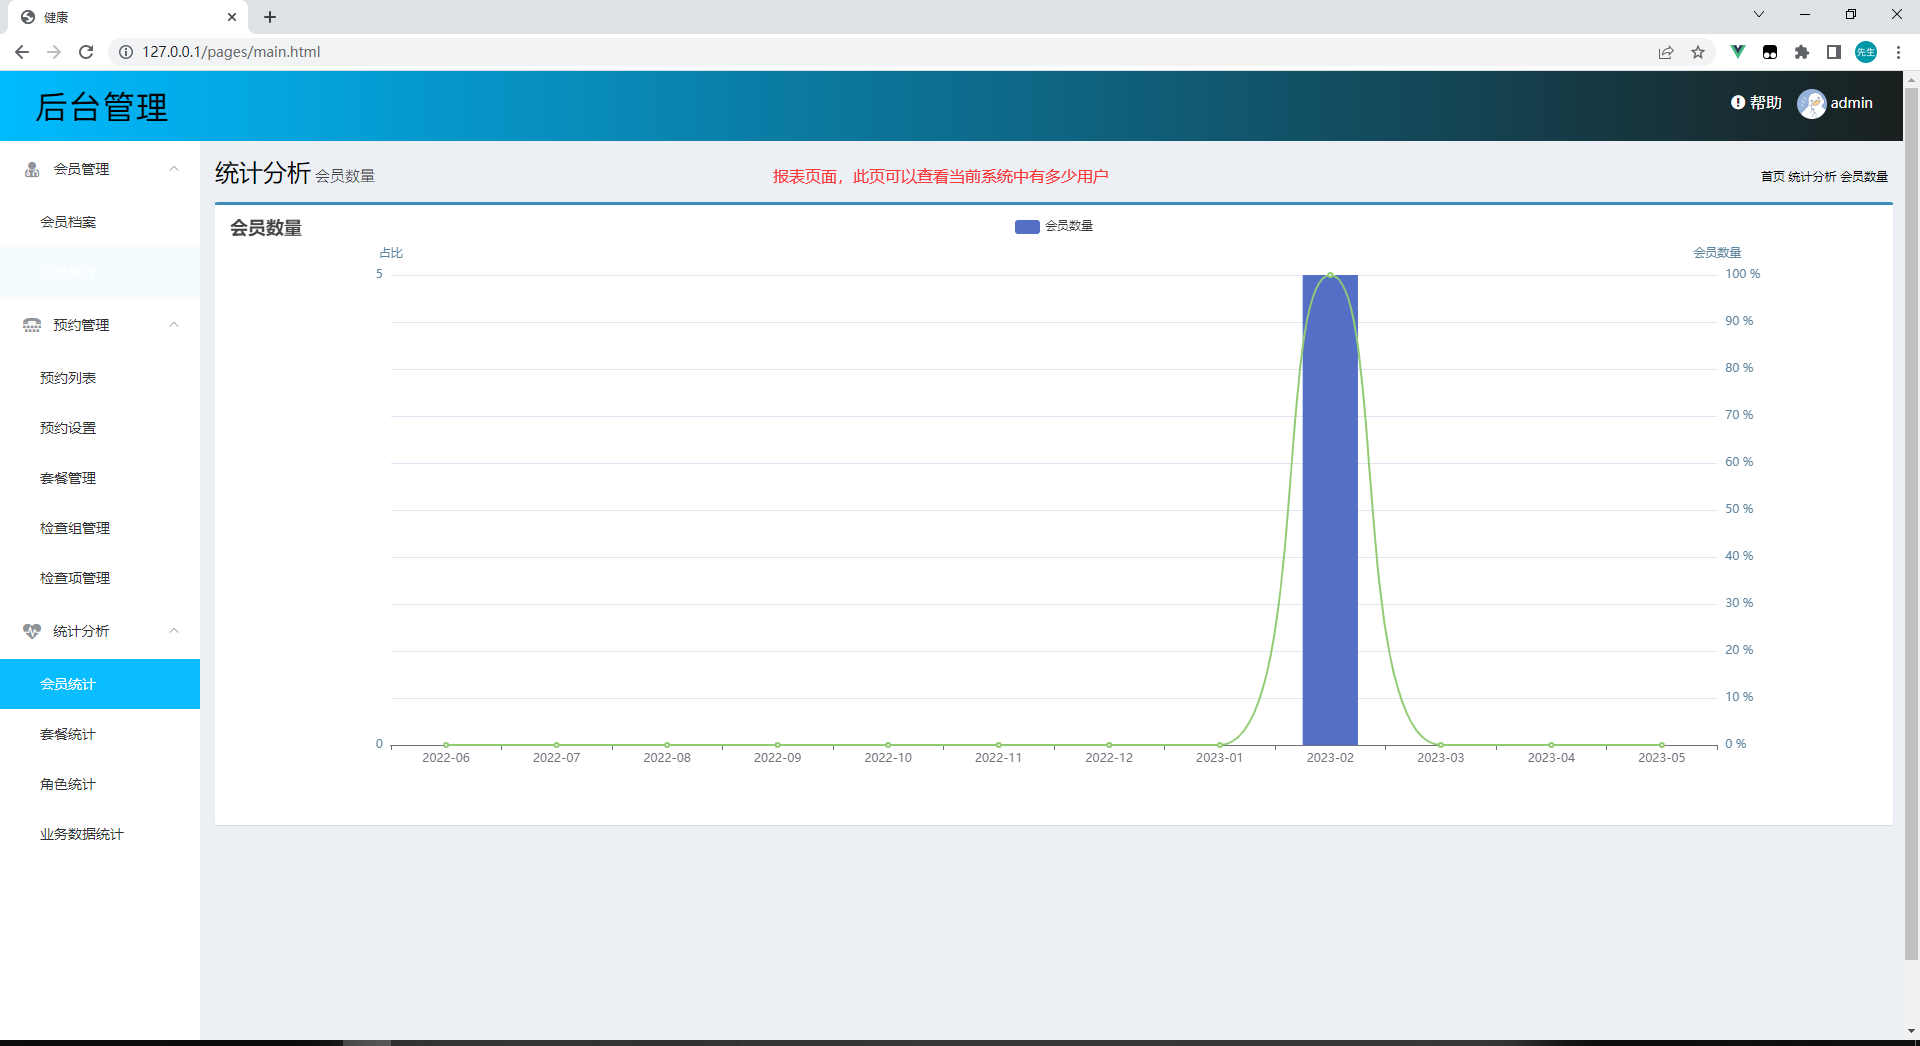 健康
127.0.0.1/pages/main.html
先生
后台管理
帮助 admin
会员管理
会员档案
会员统计
预约管理
预约列表
预约设置
套餐管理
检查组管理
检查项管理
统计分析
会员统计
套餐统计
角色统计
业务数据统计
统计分析 会员数量
报表页面，此页可以查看当前系统中有多少用户
首页 统计分析 会员数量
会员数量
会员数量
占比
会员数量
5
0
100 %
90 %
80 %
70 %
60 %
50 %
40 %
30 %
20 %
10 %
0 %
2022-06 2022-07 2022-08 2022-09 2022-10 2022-11 2022-12 2023-01 2023-02 2023-03 2023-04 2023-05